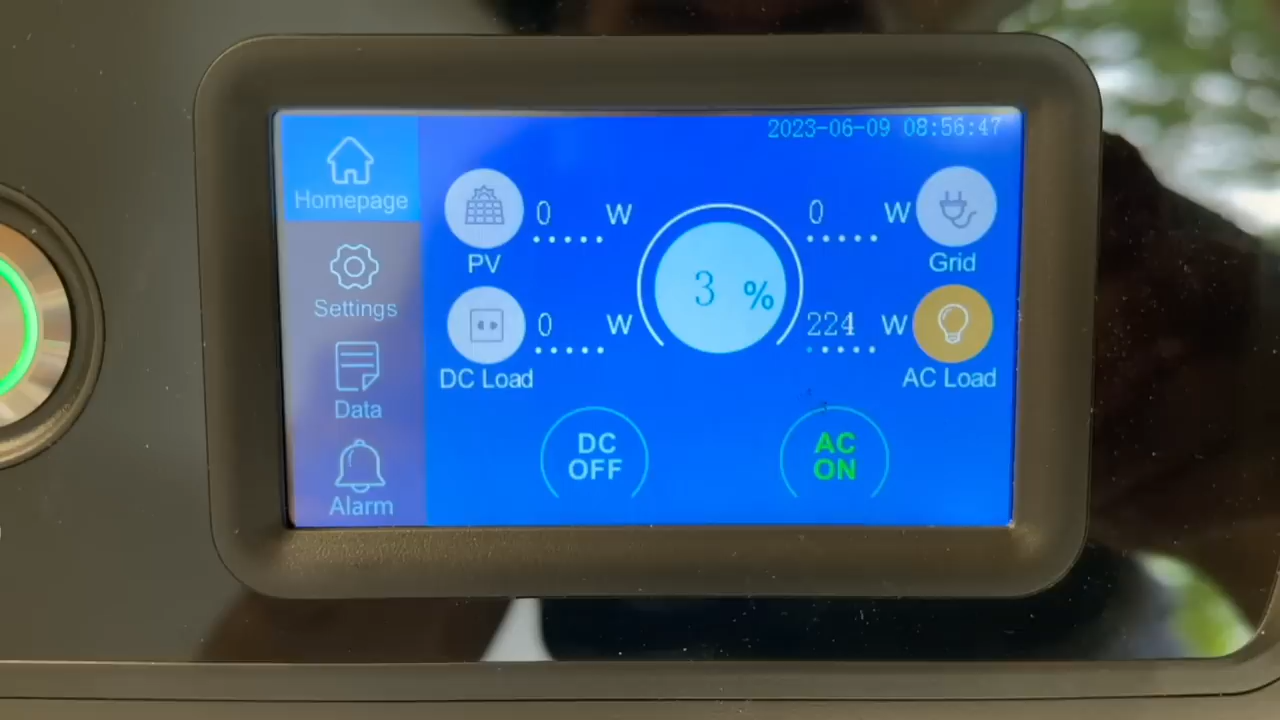 2023-06-09 08:56:47
Homepage
Settings
Data
Alarm
0 W
PV
0 W
Grid
3 %
0 W
DC Load
224 W
AC Load
DC
OFF
AC
ON